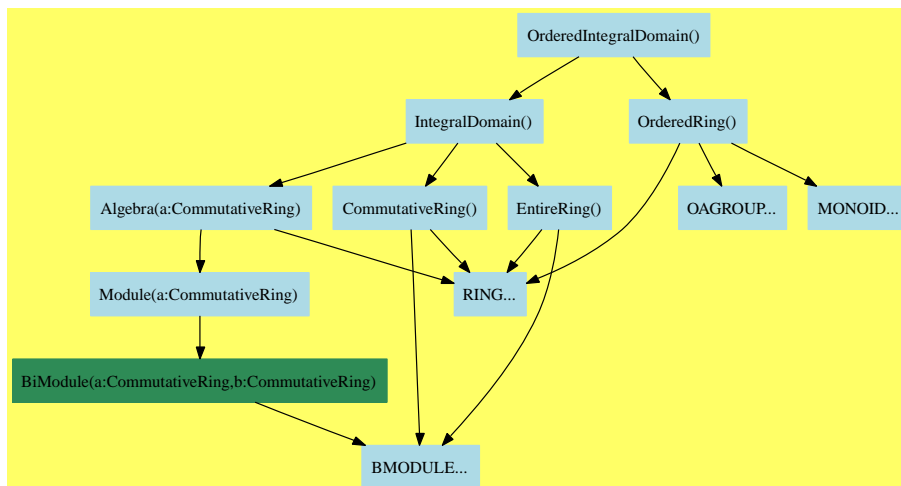 OrderedIntegralDomain()
IntegralDomain()
OrderedRing()
Algebra(a:CommutativeRing)
CommutativeRing()
EntireRing()
OAGROUP...
MONOID...
Module(a:CommutativeRing)
RING...
BiModule(a:CommutativeRing,b:CommutativeRing)
BMODULE...